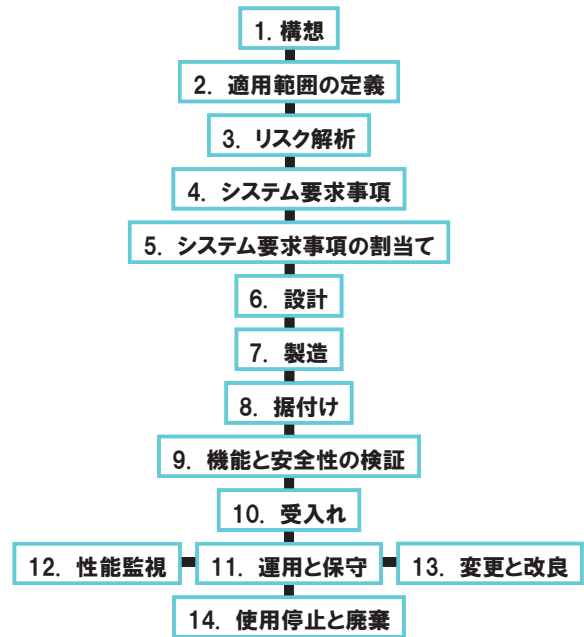 1. 構想
2. 適用範囲の定義
3. リスク解析
4. システム要求事項
5. システム要求事項の割当て
6. 設計
7. 製造
8. 据付け
9. 機能と安全性の検証
10. 受入れ
12. 性能監視
11. 運用と保守
13. 変更と改良
14. 使用停止と廃棄